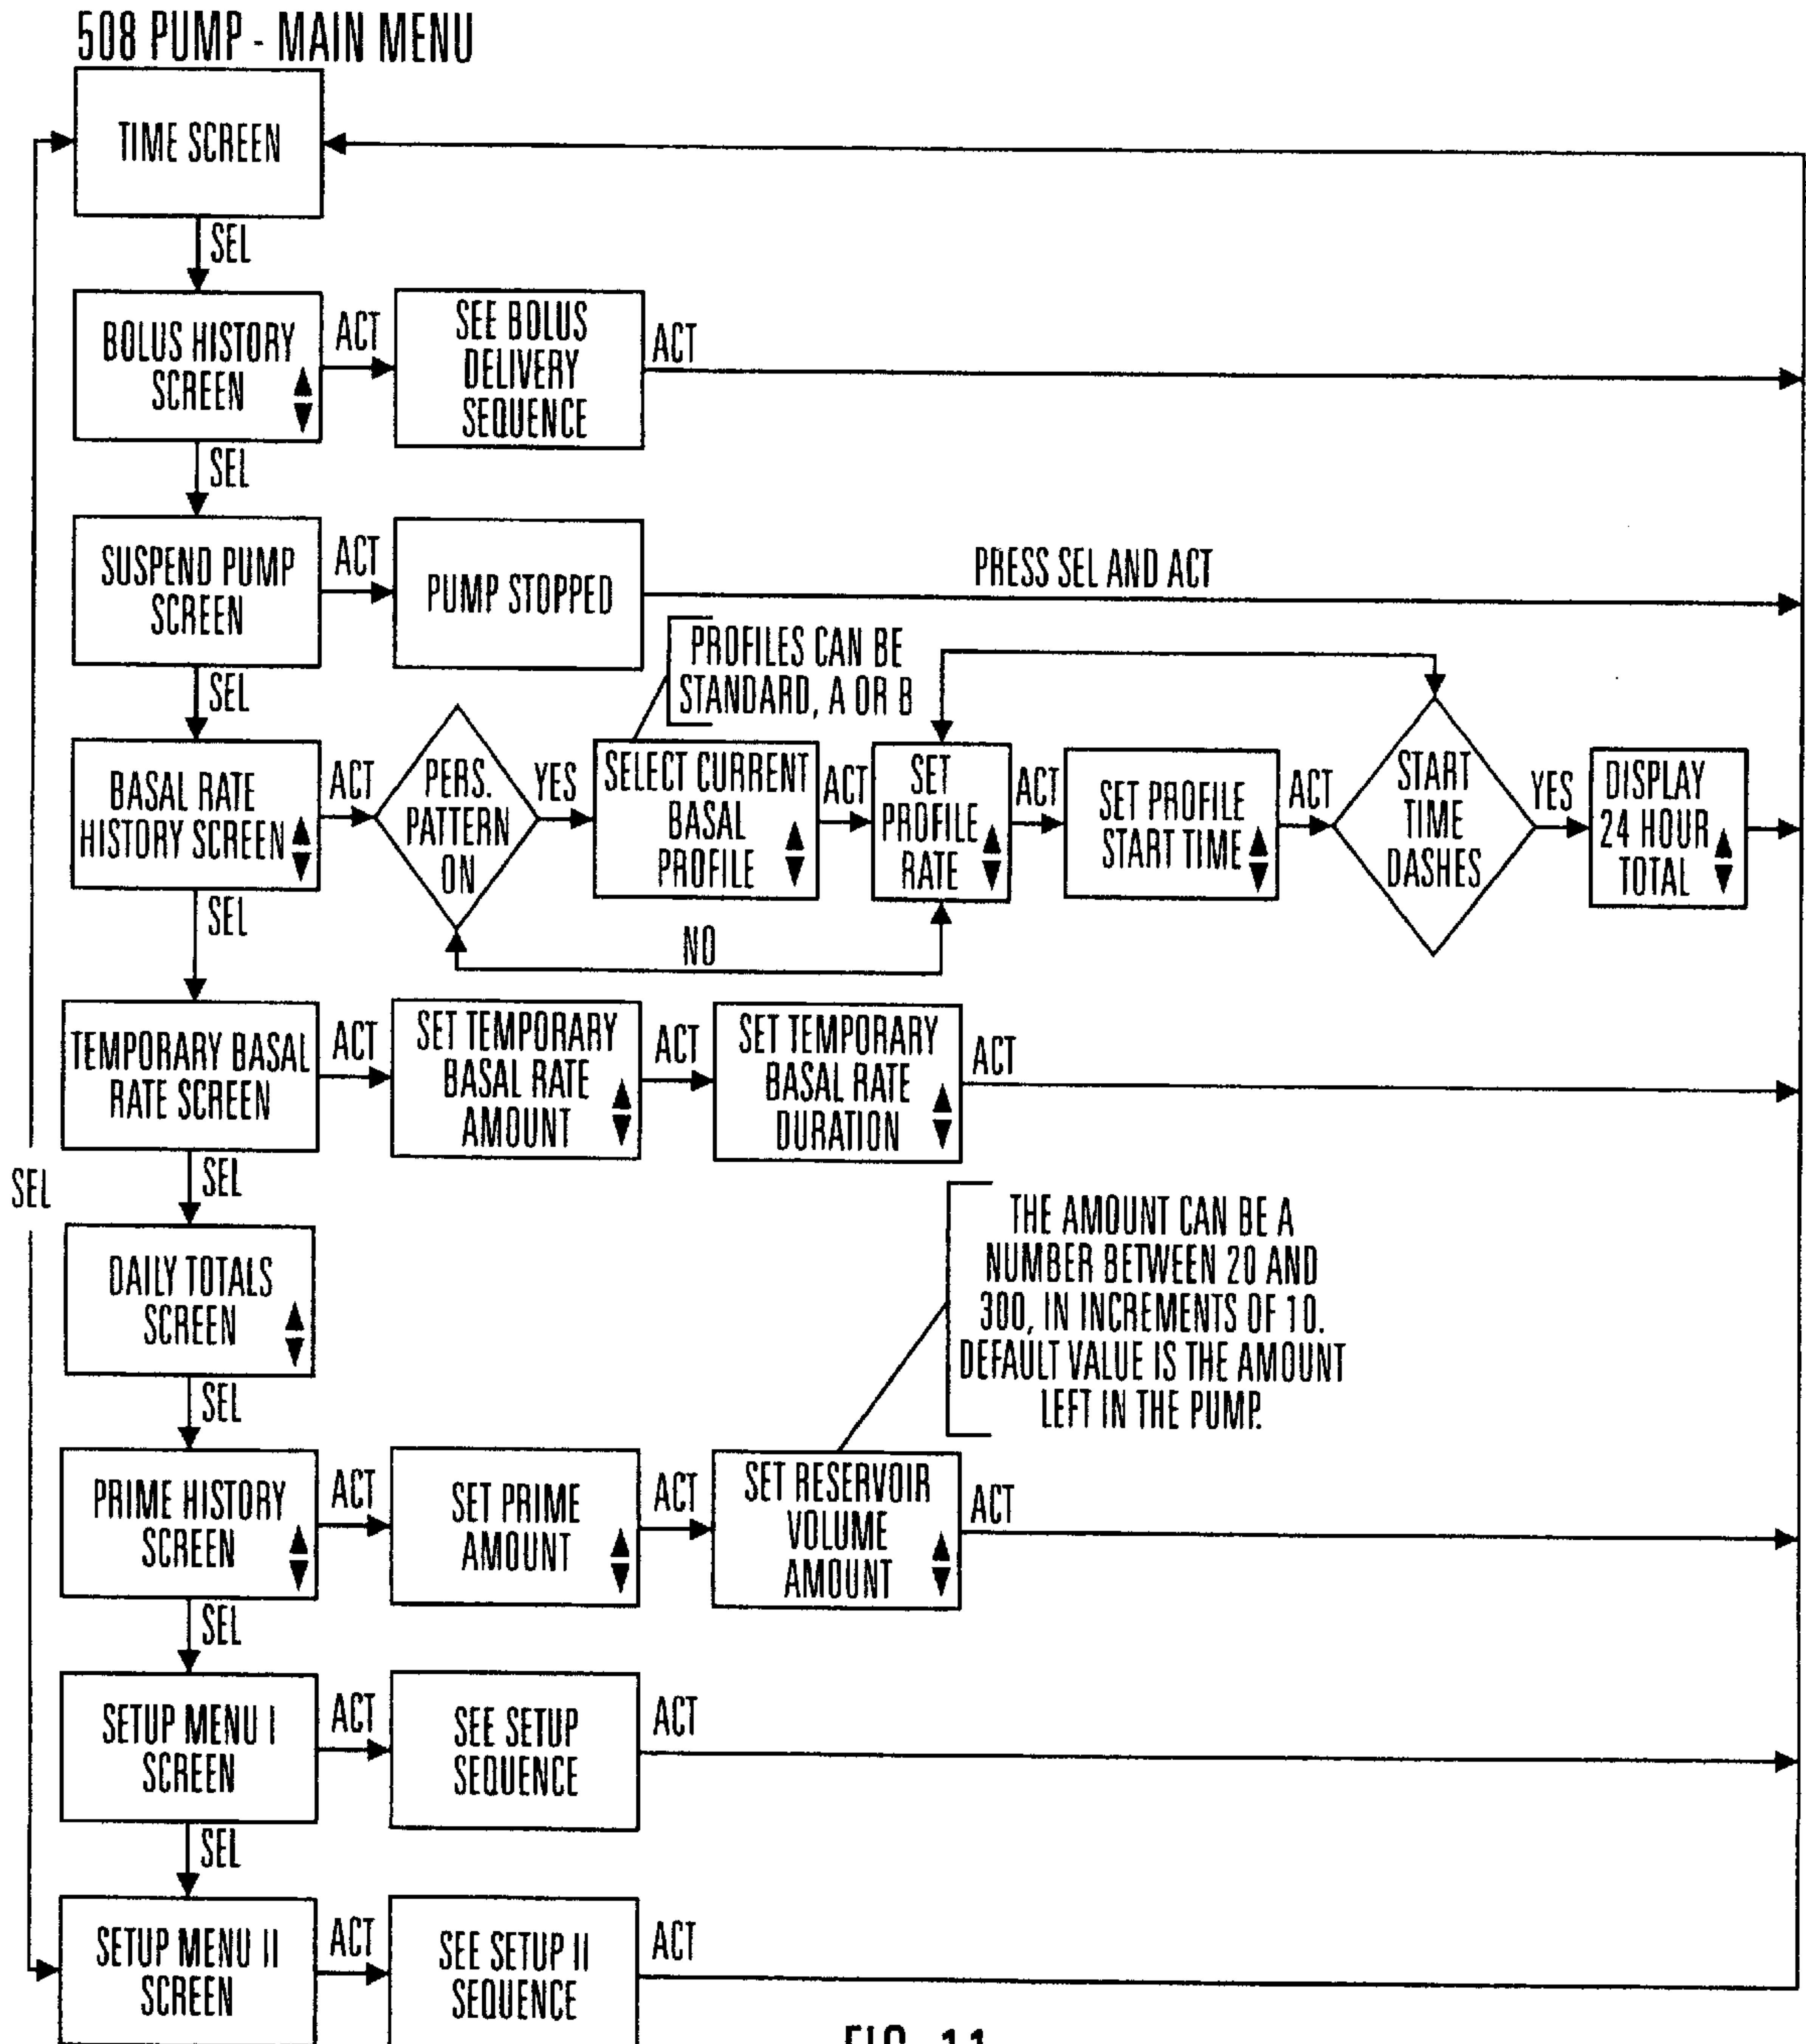 508 PUMP - MAIN MENU
TIME SCREEN
SEL
BOLUS HISTORY
SCREEN
ACT
SEE BOLUS
DELIVERY
SEQUENCE
ACT
SEL
SUSPEND PUMP
SCREEN
ACT
PUMP STOPPED
PRESS SEL AND ACT
SEL
PROFILES CAN BE
STANDARD, A OR B
BASAL RATE
HISTORY SCREEN
ACT
PERS.
PATTERN
ON
YES
SELECT CURRENT
BASAL
PROFILE
ACT
SET
PROFILE
RATE
ACT
SET PROFILE
START TIME
ACT
START
TIME
DASHES
YES
DISPLAY
24 HOUR
TOTAL
NO
SEL
TEMPORARY BASAL
RATE SCREEN
ACT
SET TEMPORARY
BASAL RATE
AMOUNT
ACT
SET TEMPORARY
BASAL RATE
DURATION
ACT
SEL
SEL
DAILY TOTALS
SCREEN
THE AMOUNT CAN BE A
NUMBER BETWEEN 20 AND
300, IN INCREMENTS OF 10.
DEFAULT VALUE IS THE AMOUNT
LEFT IN THE PUMP.
SEL
PRIME HISTORY
SCREEN
ACT
SET PRIME
AMOUNT
ACT
SET RESERVOIR
VOLUME
AMOUNT
ACT
SEL
SETUP MENU I
SCREEN
ACT
SEE SETUP
SEQUENCE
ACT
SEL
SETUP MENU II
SCREEN
ACT
SEE SETUP II
SEQUENCE
ACT
FIG. 11